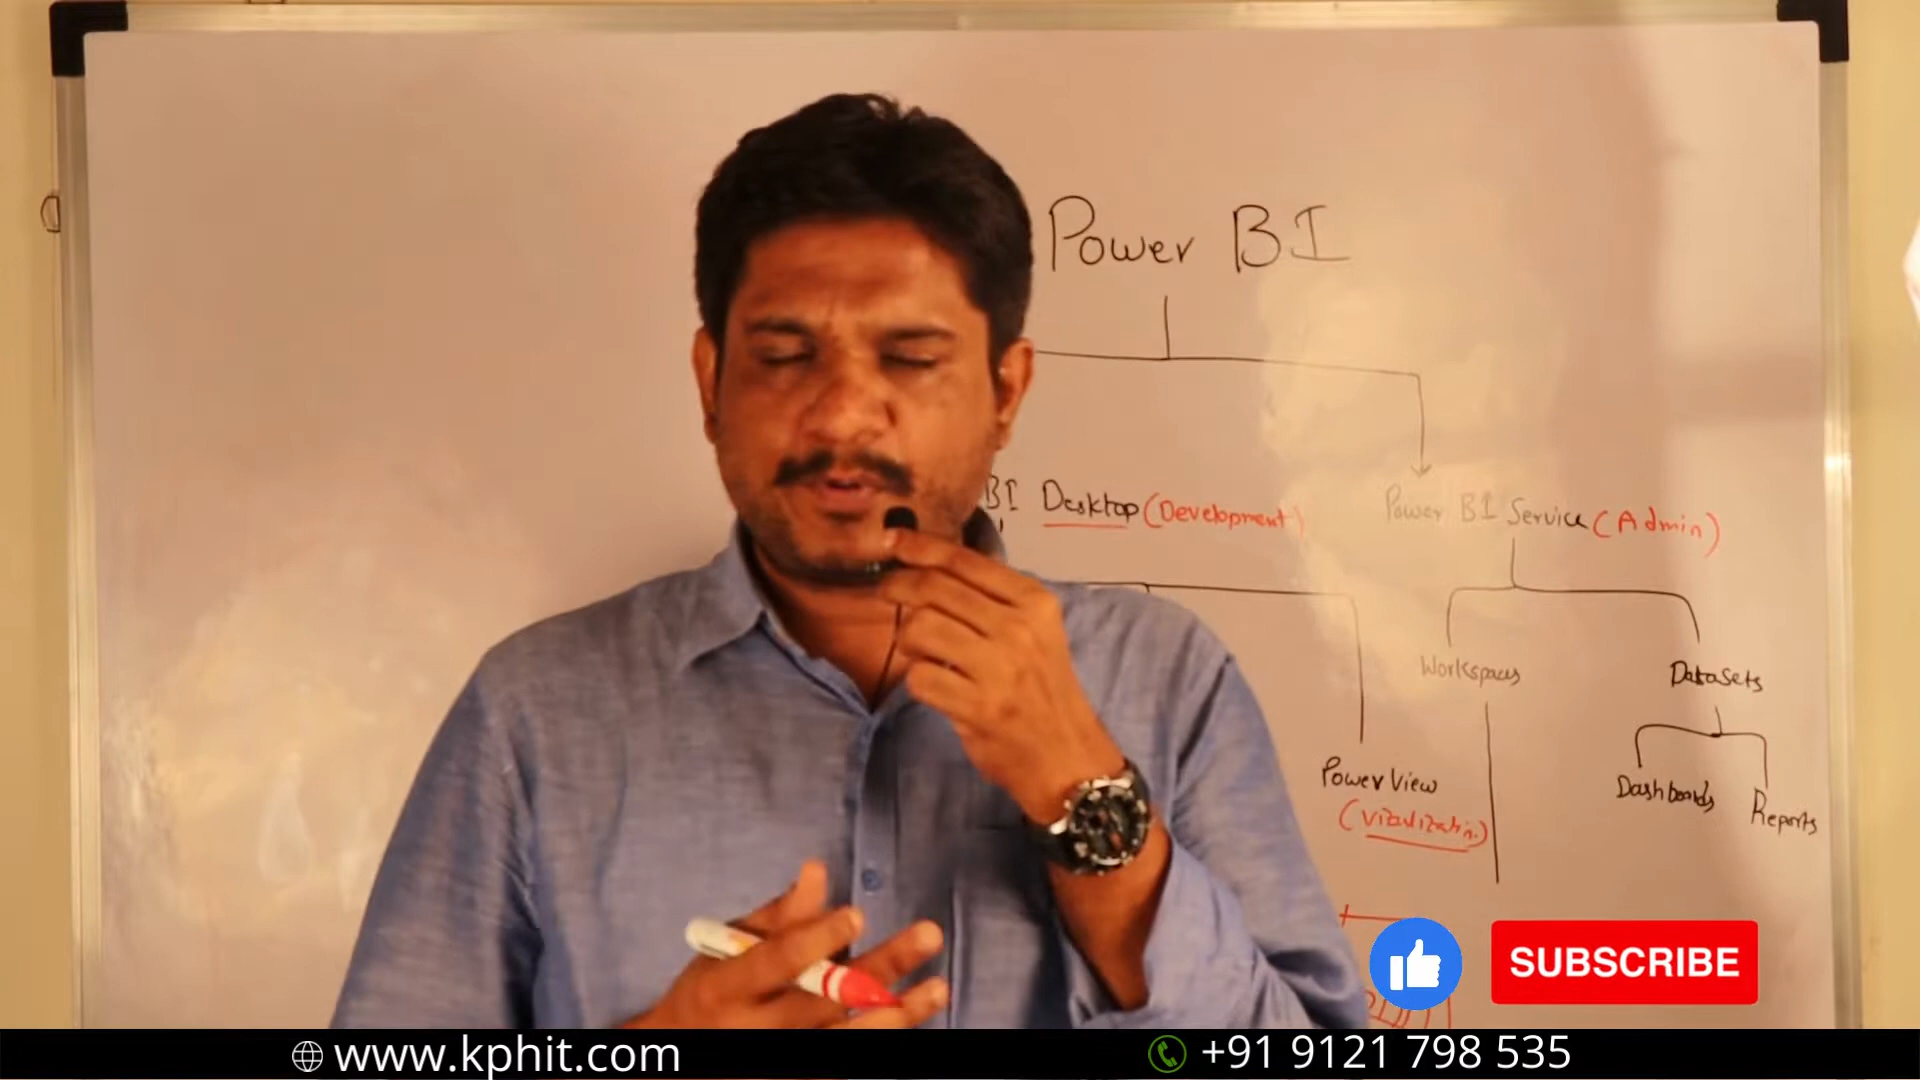 Power BI
BI Desktop (Development)
Power BI Service (Admin)
Workspaces
Datasets
Power View
(Vizulization)
Dashboards
Reports
SUBSCRIBE
www.kphit.com
+91 9121 798 535